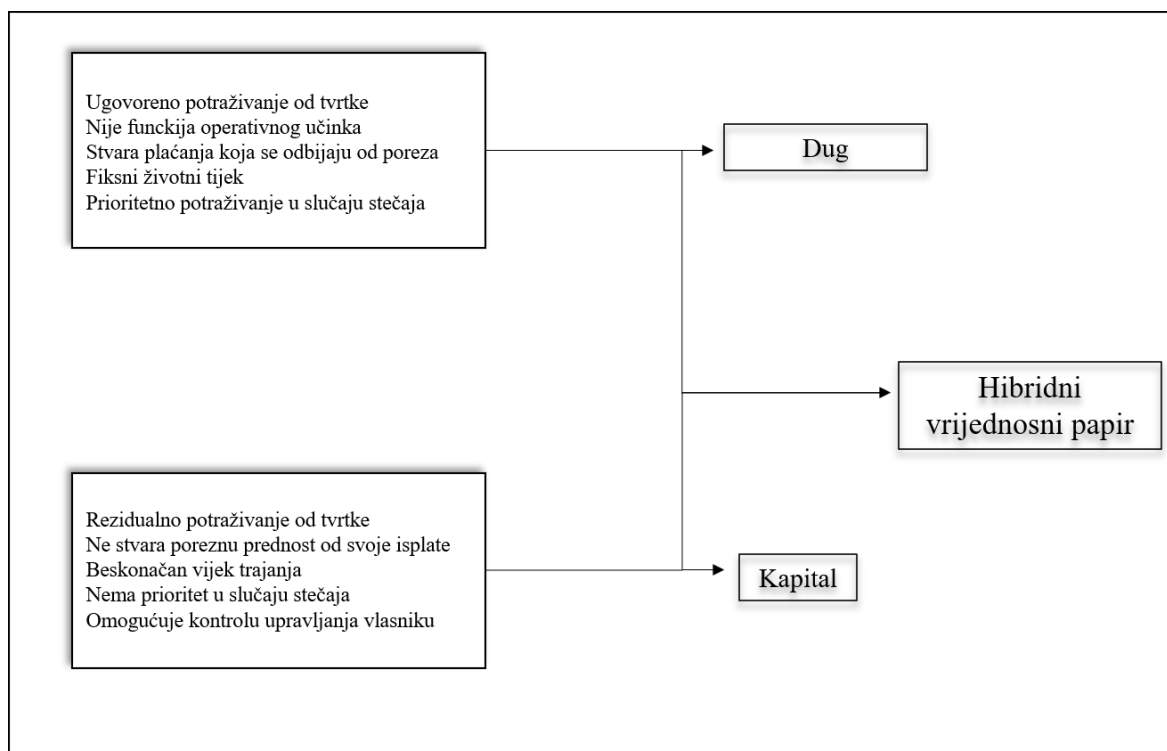 Ugovoreno potraživanje od tvrtke
Nije funckija operativnog učinka
Stvara plaćanja koja se odbijaju od poreza
Fiksni životni tijek
Prioritetno potraživanje u slučaju stečaja
Dug
Hibridni
vrijednosni papir
Rezidualno potraživanje od tvrtke
Ne stvara poreznu prednost od svoje isplate
Beskonačan vijek trajanja
Nema prioritet u slučaju stečaja
Omogućuje kontrolu upravljanja vlasniku
Kapital